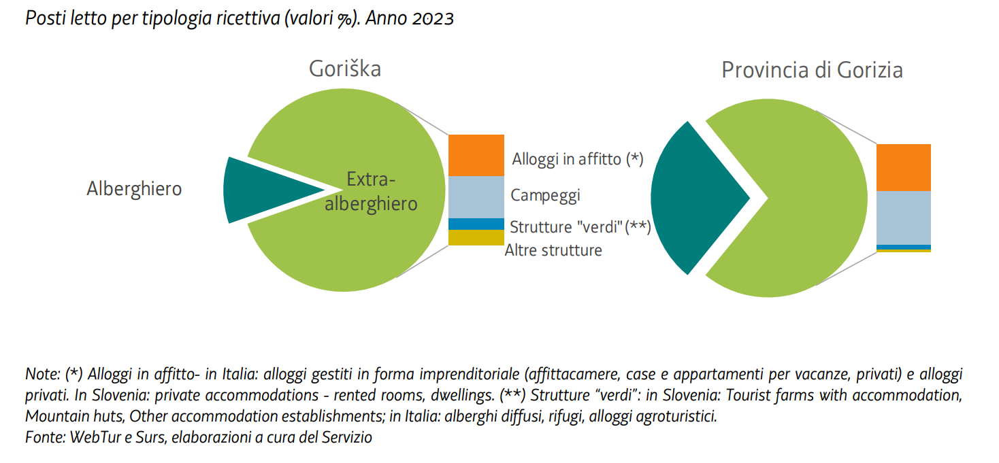 Posti letto per tipologia ricettiva (valori %). Anno 2023
Goriška
Provincia di Gorizia
Alberghiero
Extra-
alberghiero
Alloggi in affitto (*)
Campeggi
Strutture "verdi"(**)
Altre strutture
Note: (*) Alloggi in affitto- in Italia: alloggi gestiti in forma imprenditoriale (affittacamere, case e appartamenti per vacanze, privati) e alloggi
privati. In Slovenia: private accommodations - rented rooms, dwellings. (**) Strutture “verdi”: in Slovenia: Tourist farms with accommodation,
Mountain huts, Other accommodation establishments; in Italia: alberghi diffusi, rifugi, alloggi agroturistici.
Fonte: WebTur e Surs, elaborazioni a cura del Servizio